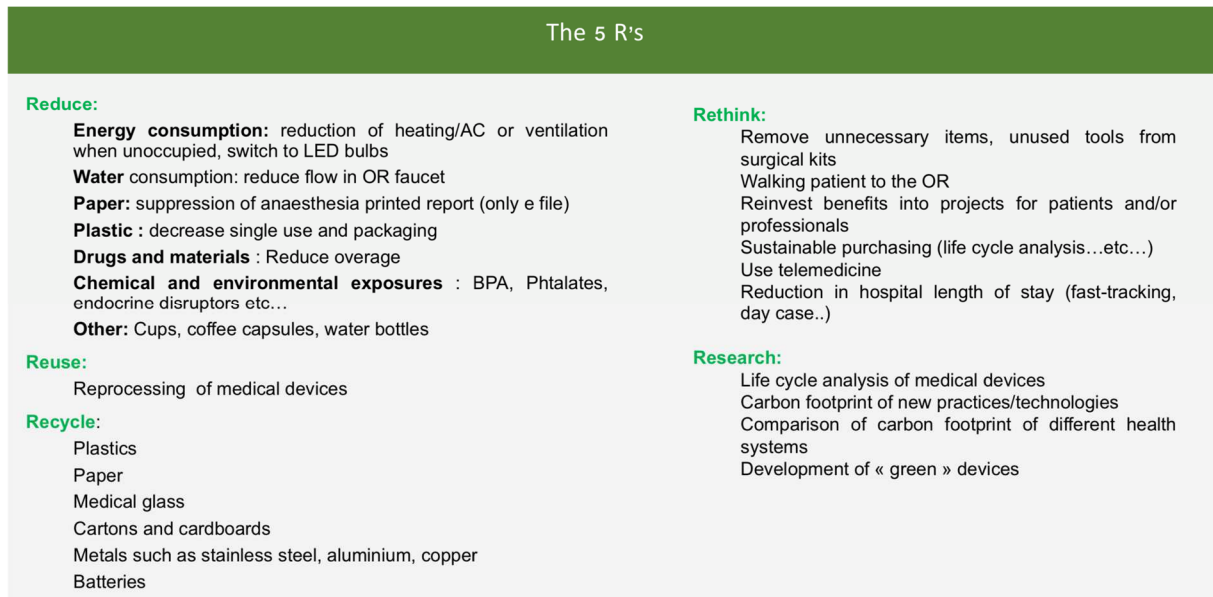 The 5 R's
Reduce:
Energy consumption: reduction of heating/AC or ventilation
when unoccupied, switch to LED bulbs
Water consumption: reduce flow in OR faucet
Paper: suppression of anaesthesia printed report (only e file)
Plastic : decrease single use and packaging
Drugs and materials : Reduce overage
Chemical and environmental exposures : BPA, Phtalates,
endocrine disruptors etc…
Other: Cups, coffee capsules, water bottles
Reuse:
Reprocessing of medical devices
Recycle:
Plastics
Paper
Medical glass
Cartons and cardboards
Metals such as stainless steel, aluminium, copper
Batteries
Rethink:
Remove unnecessary items, unused tools from
surgical kits
Walking patient to the OR
Reinvest benefits into projects for patients and/or
professionals
Sustainable purchasing (life cycle analysis…etc…)
Use telemedicine
Reduction in hospital length of stay (fast-tracking,
day case..)
Research:
Life cycle analysis of medical devices
Carbon footprint of new practices/technologies
Comparison of carbon footprint of different health
systems
Development of « green » devices